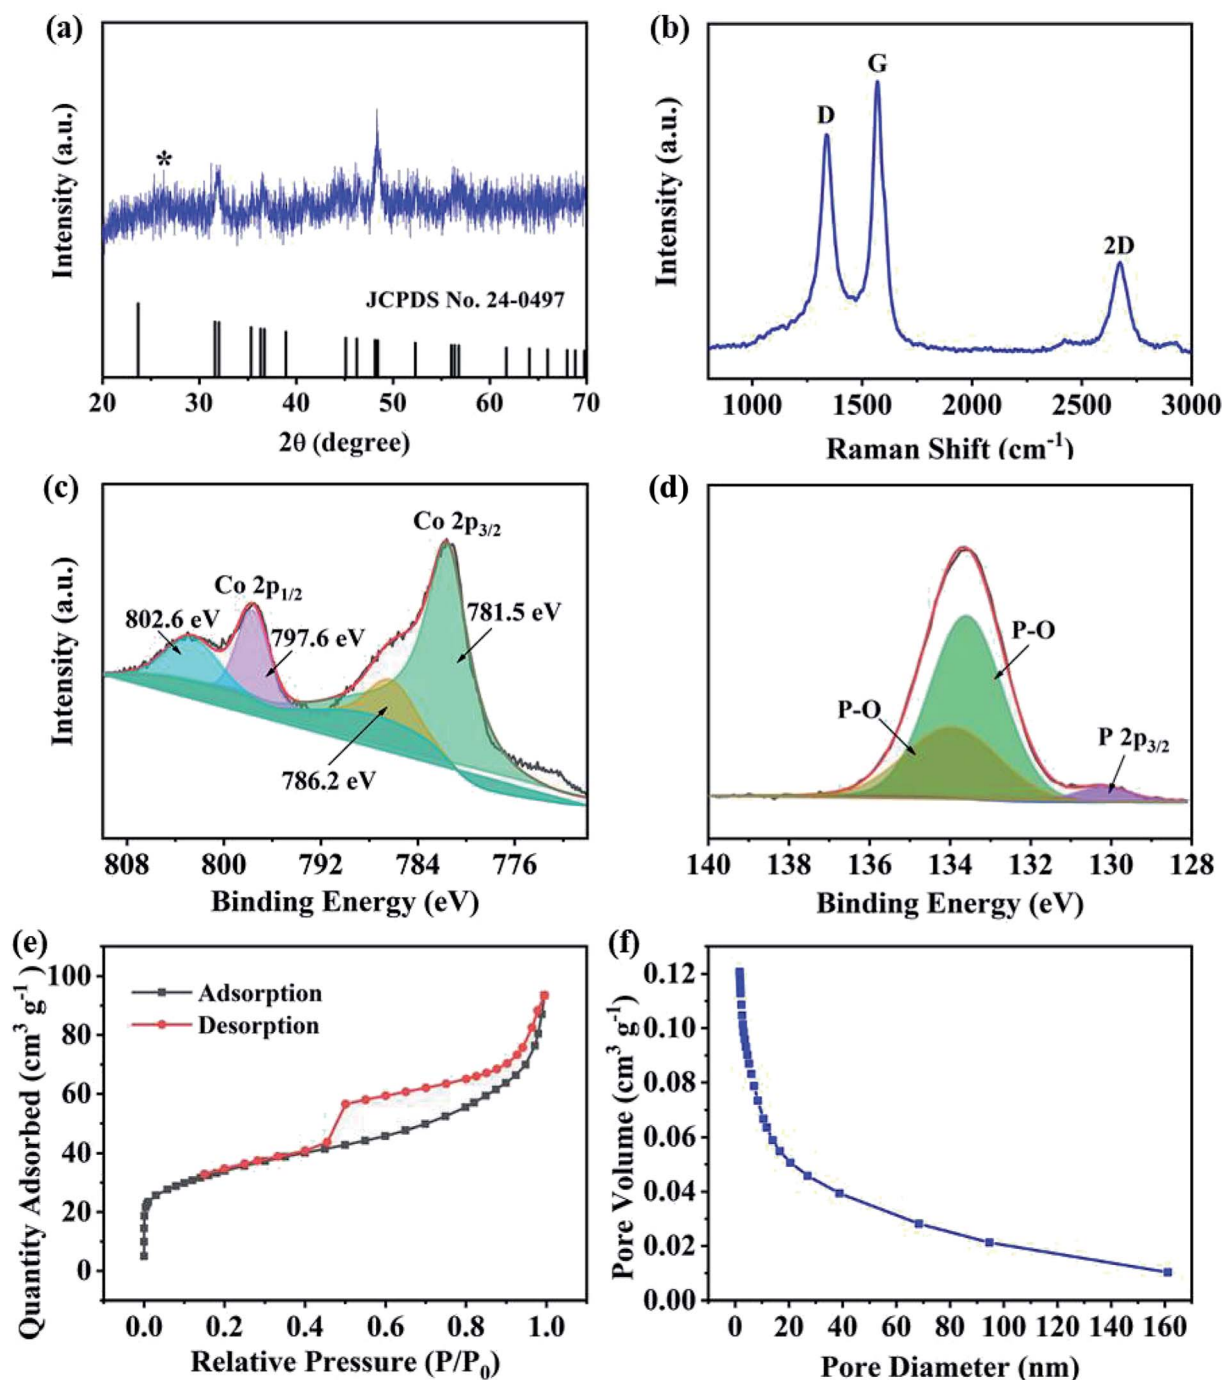 (a)
Intensity (a.u.)
*
JCPDS No. 24-0497
20 30 40 50 60 70
2θ (degree)
(b)
Intensity (a.u.)
D
G
2D
1000 1500 2000 2500 3000
Raman Shift (cm⁻¹)
(c)
Intensity (a.u.)
Co 2p3/2
Co 2p1/2
802.6 eV
797.6 eV
781.5 eV
786.2 eV
808 800 792 784 776
Binding Energy (eV)
(d)
P-O
P-O
P 2p3/2
140 138 136 134 132 130 128
Binding Energy (eV)
(e)
Quantity Adsorbed (cm³ g⁻¹ )
100
80
60
40
20
0
Adsorption
Desorption
0.0 0.2 0.4 0.6 0.8 1.0
Relative Pressure (P/P0)
(f)
Pore Volume (cm³ g⁻¹)
0.12
0.10
0.08
0.06
0.04
0.02
0.00
0 20 40 60 80 100 120 140 160
Pore Diameter (nm)